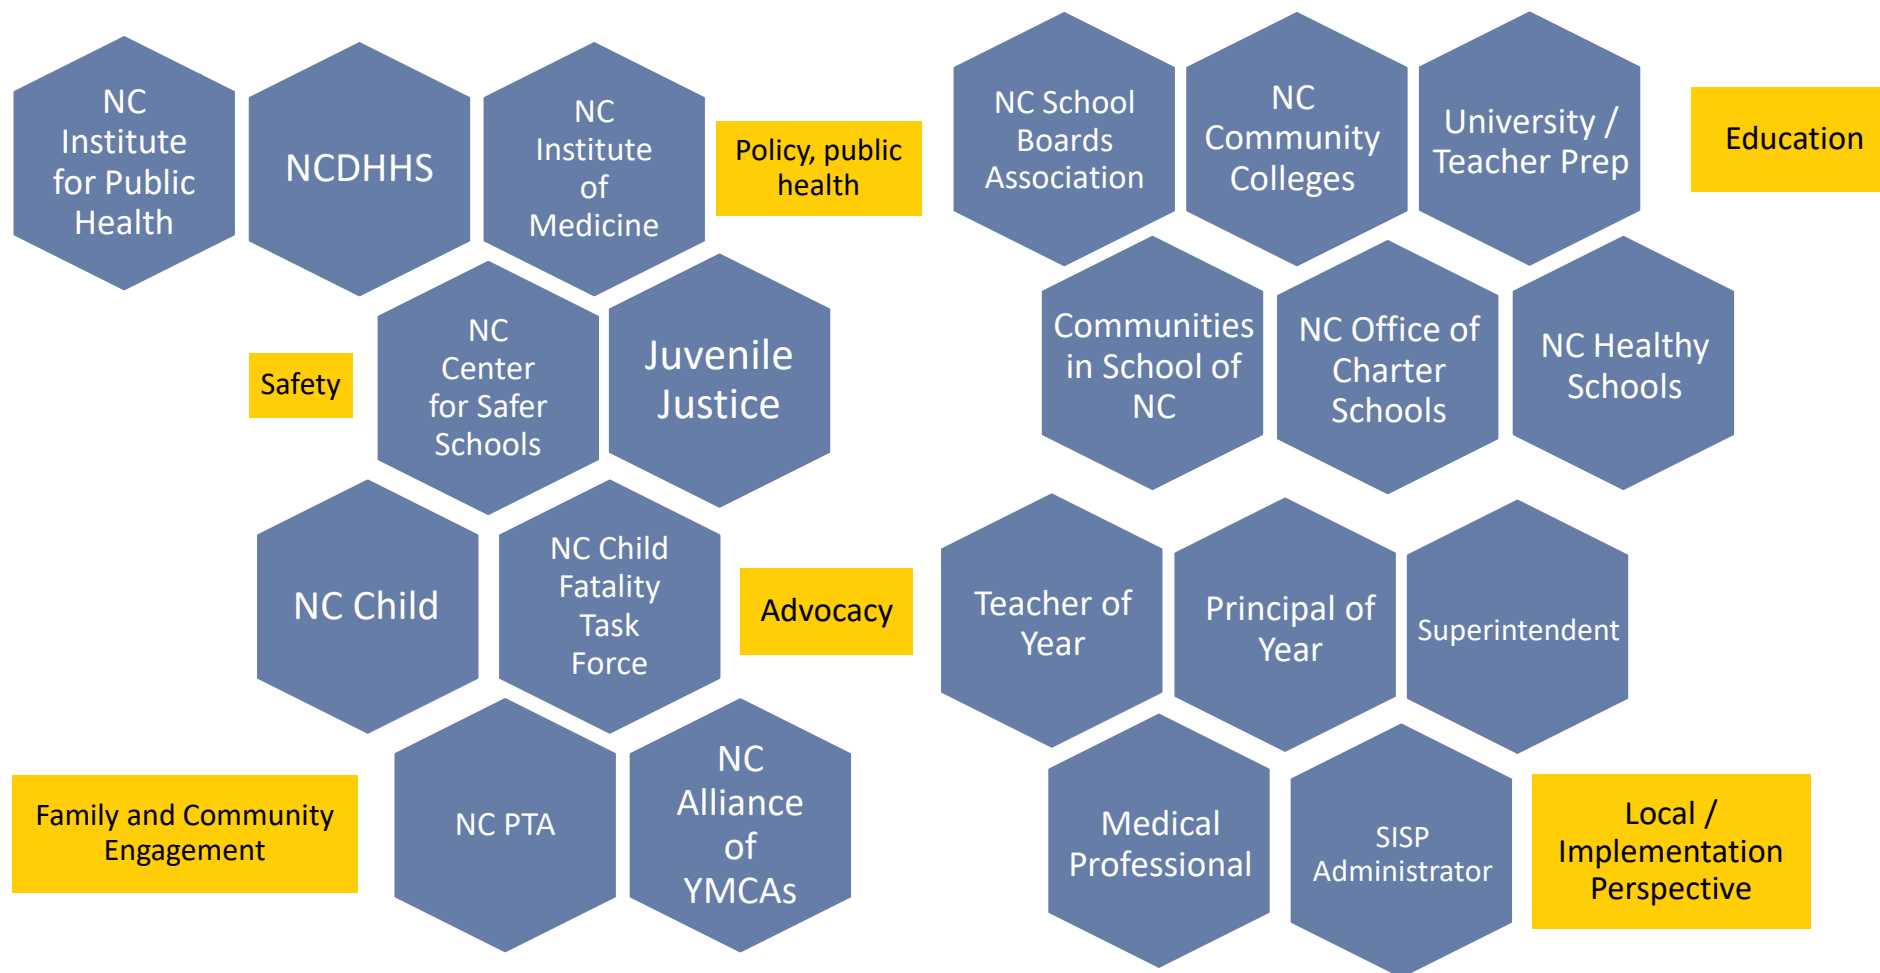 NC
Institute
for Public
Health
NCDHHS
NC
Institute
of
Medicine
Policy, public
health
Safety
NC
Center
for Safer
Schools
Juvenile
Justice
NC Child
NC Child
Fatality
Task
Force
Advocacy
Family and Community
Engagement
NC PTA
NC
Alliance
of
YMCAs
NC School
Boards
Association
NC
Community
Colleges
University /
Teacher Prep
Education
Communities
in School of
NC
NC Office of
Charter
Schools
NC Healthy
Schools
Teacher of
Year
Principal of
Year
Superintendent
Medical
Professional
SISP
Administrator
Local /
Implementation
Perspective